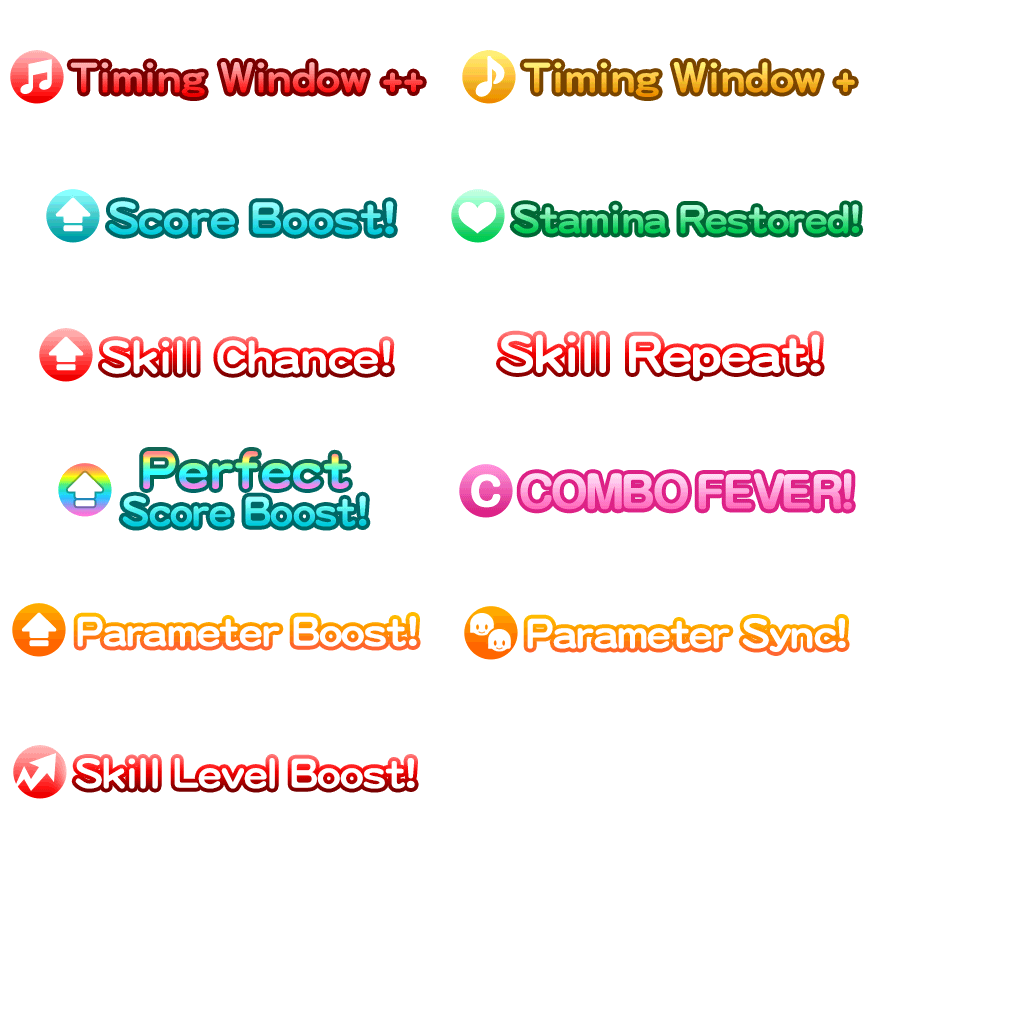 Timing Window ++
Timing Window +
Score Boost!
Stamina Restored!
Skill Chance!
Skill Repeat!
Perfect
Score Boost!
C COMBO FEVER!
Parameter Boost!
Parameter Sync!
Skill Level Boost!